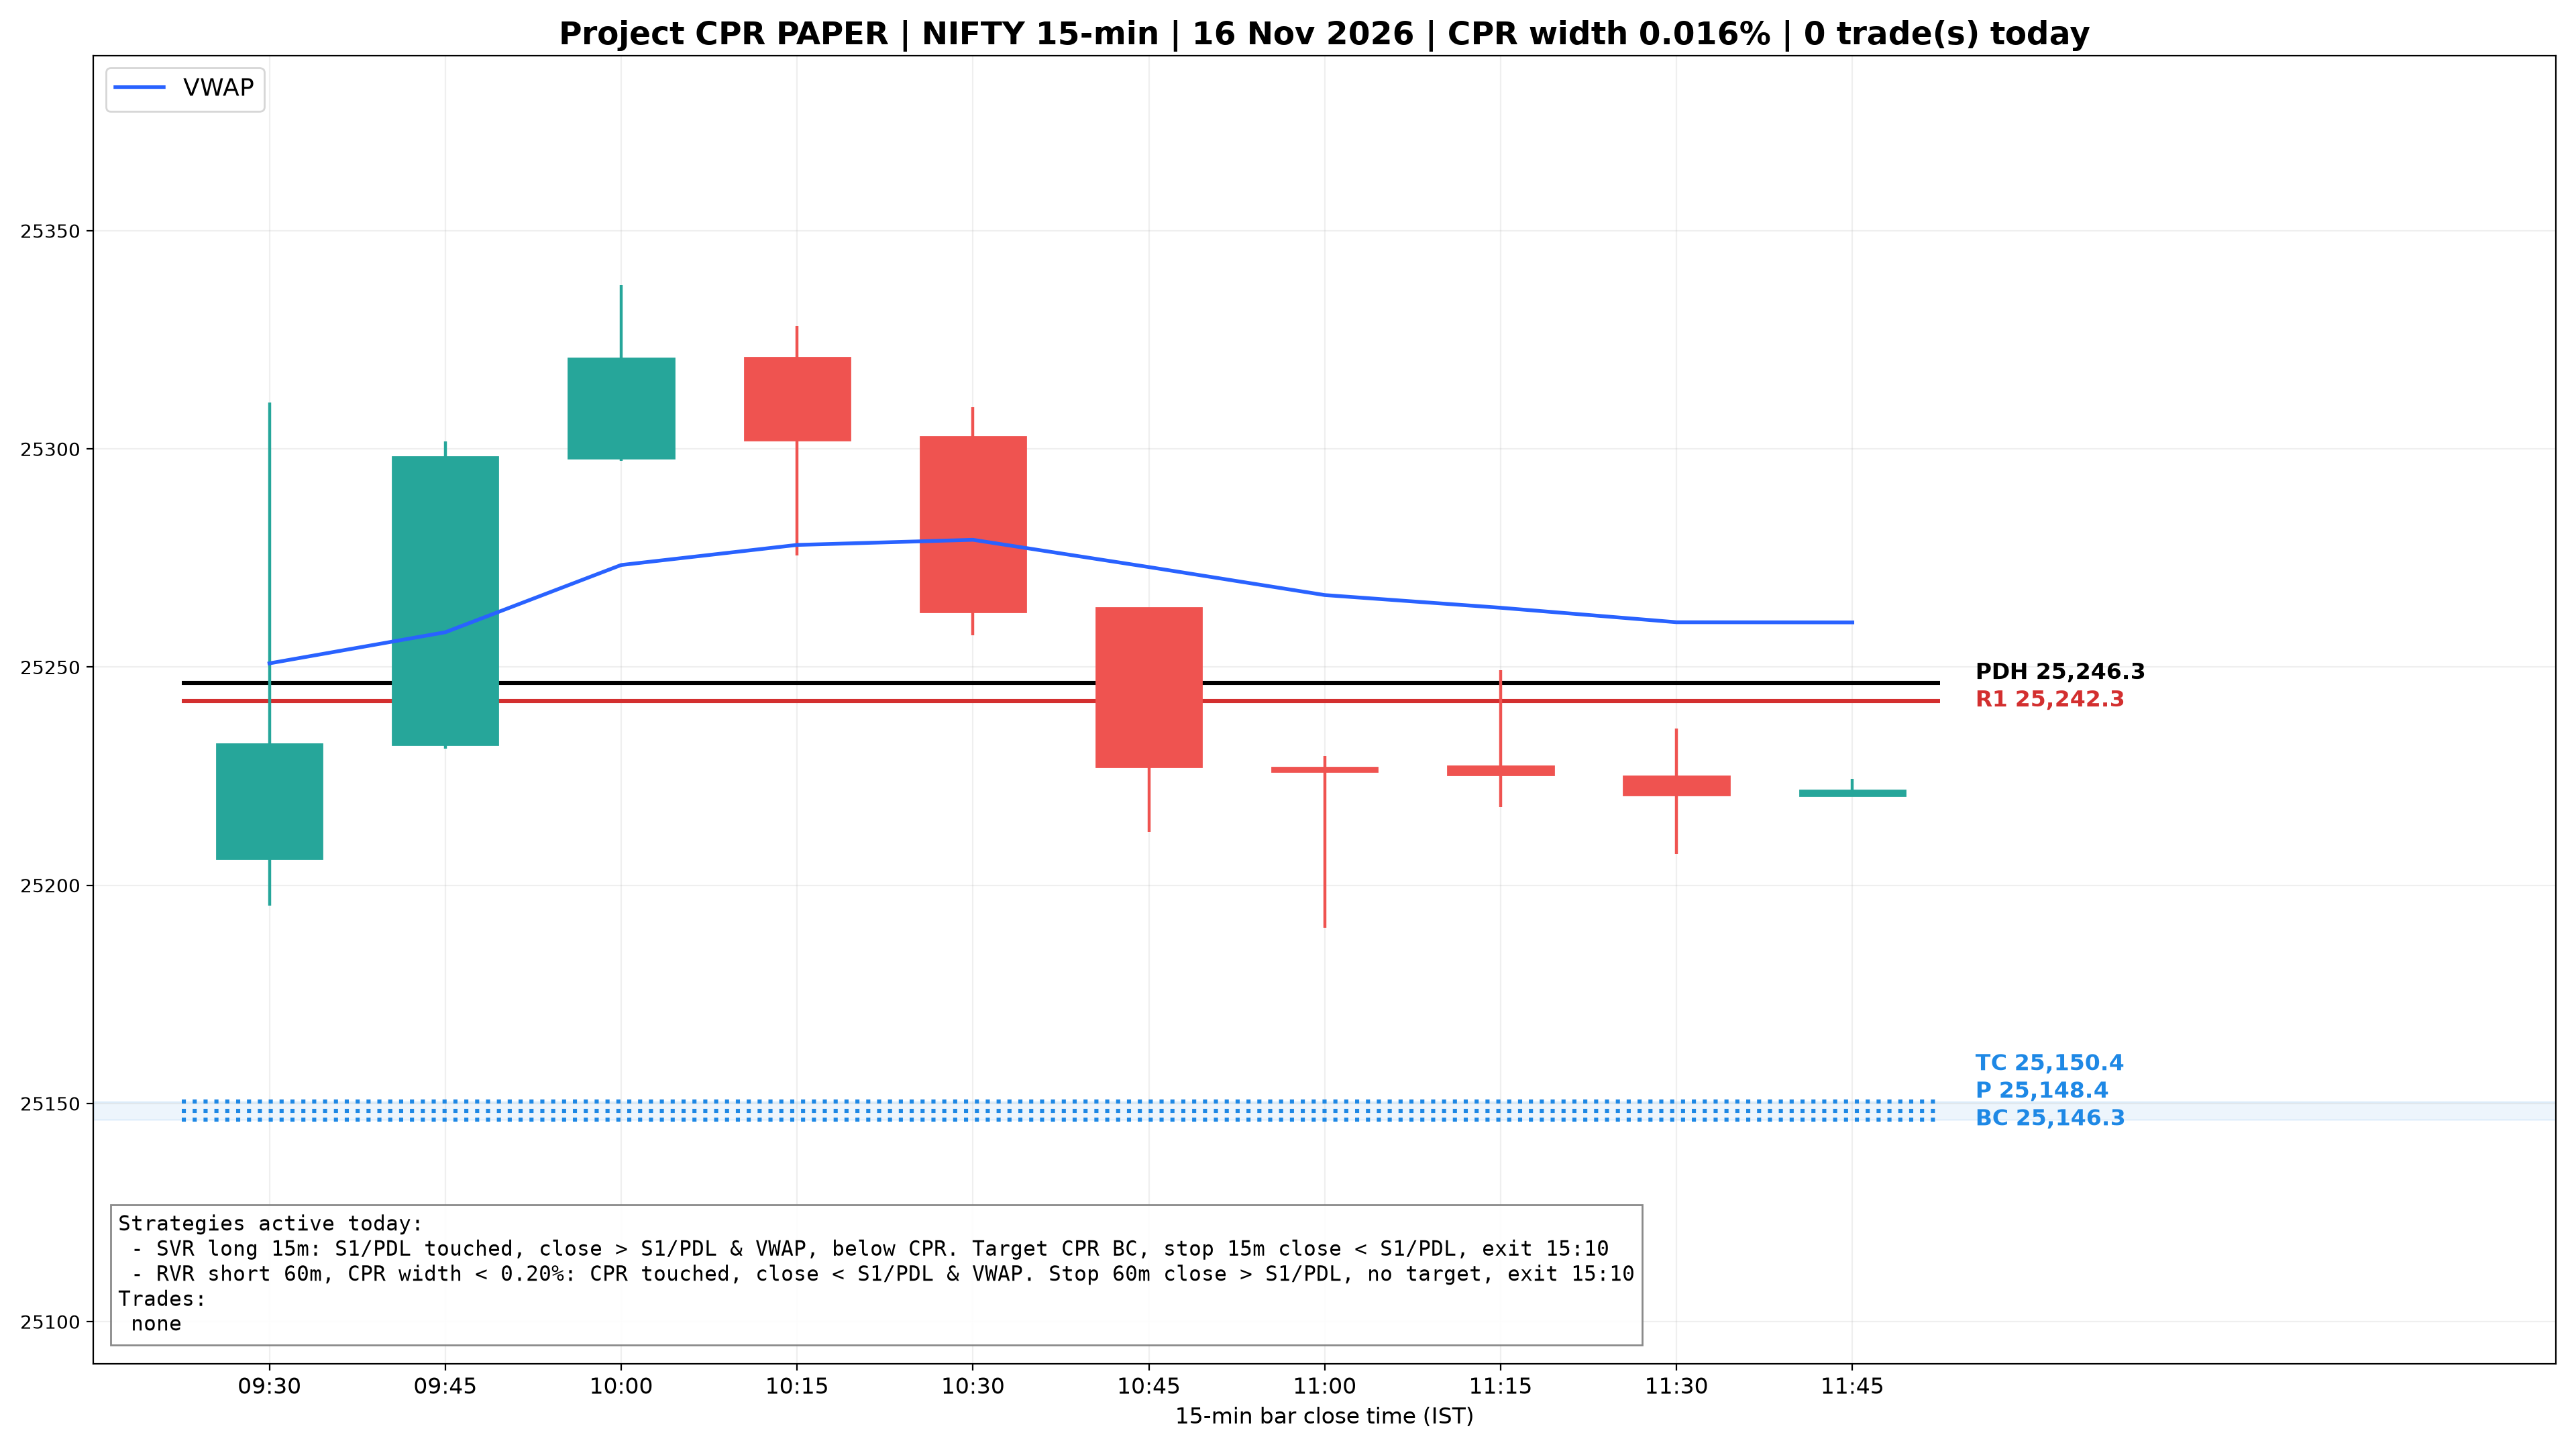 Project CPR PAPER | NIFTY 15-min | 16 Nov 2026 | CPR width 0.016% | 0 trade(s) today
VWAP
25350
25300
25250
25200
25150
25100
PDH 25,246.3
R1 25,242.3
TC 25,150.4
P 25,148.4
BC 25,146.3
Strategies active today:
- SVR long 15m: S1/PDL touched, close > S1/PDL & VWAP, below CPR. Target CPR BC, stop 15m close < S1/PDL, exit 15:10
- RVR short 60m, CPR width < 0.20%: CPR touched, close < S1/PDL & VWAP. Stop 60m close > S1/PDL, no target, exit 15:10
Trades:
none
09:30 09:45 10:00 10:15 10:30 10:45 11:00 11:15 11:30 11:45
15-min bar close time (IST)